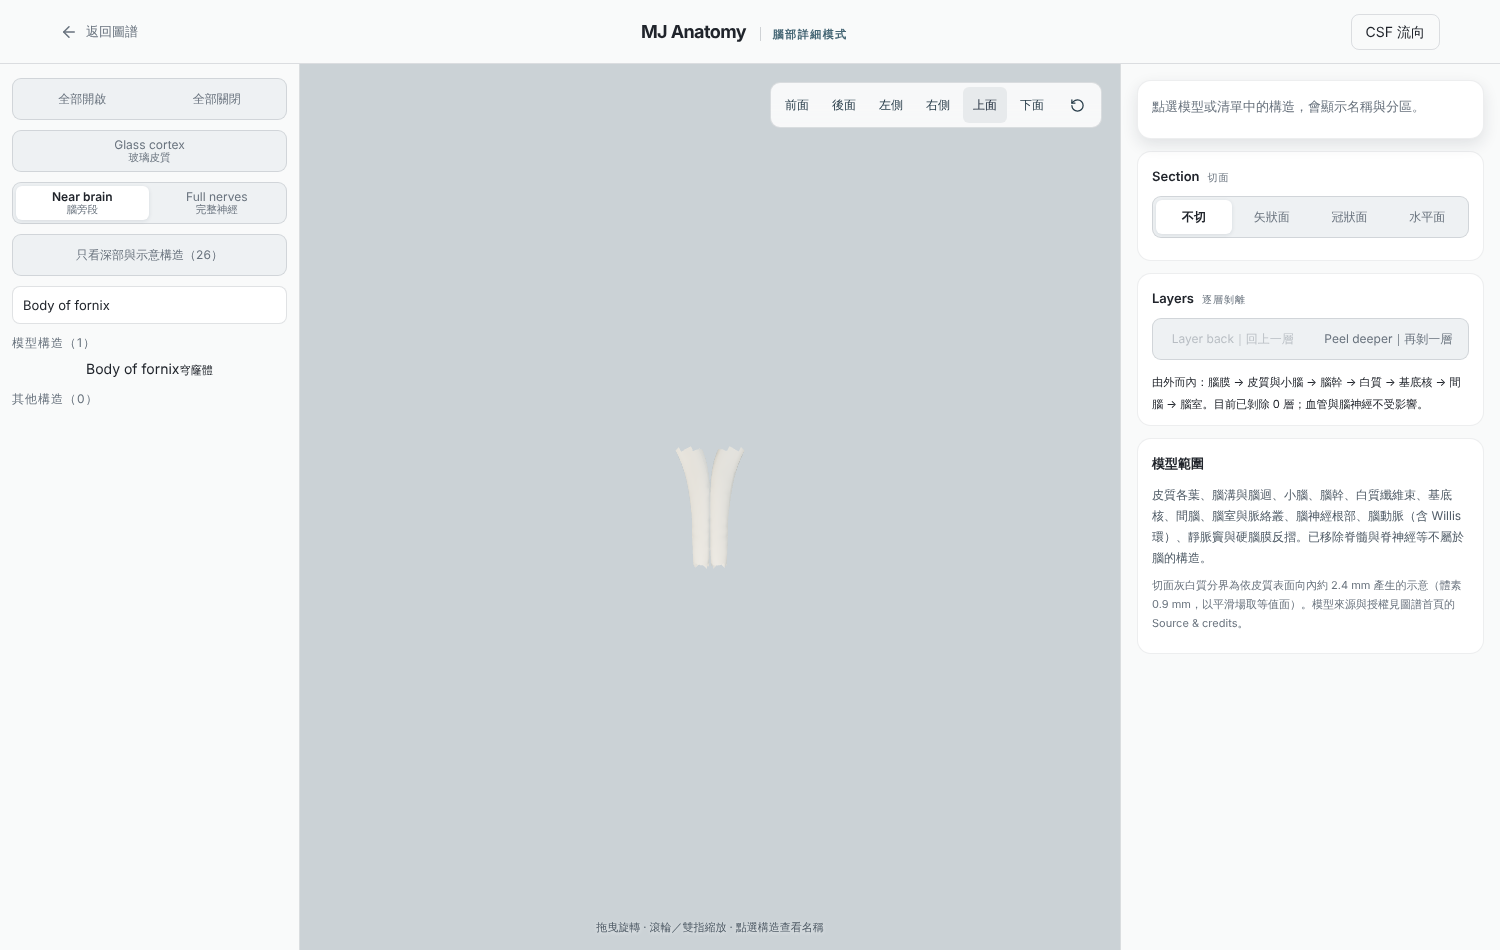 返回圖譜
MJ Anatomy
腦部詳細模式
CSF 流向
全部開啟
全部關閉
Glass cortex
玻璃皮質
Near brain
腦旁段
Full nerves
完整神經
只看深部與示意構造（26）
Body of fornix
模型構造（1）
Body of fornix穹窿體
其他構造（0）
前面
後面
左側
右側
上面
下面
拖曳旋轉 · 滾輪／雙指縮放 · 點選構造查看名稱
點選模型或清單中的構造，會顯示名稱與分區。
Section 切面
不切
矢狀面
冠狀面
水平面
Layers 逐層剝離
Layer back｜回上一層
Peel deeper｜再剝一層
由外而內：腦膜 → 皮質與小腦 → 腦幹 → 白質 → 基底核 → 間
腦 → 腦室。目前已剝除 0 層；血管與腦神經不受影響。
模型範圍
皮質各葉、腦溝與腦迴、小腦、腦幹、白質纖維束、基底
核、間腦、腦室與脈絡叢、腦神經根部、腦動脈（含 Willis
環）、靜脈竇與硬腦膜反摺。已移除脊髓與脊神經等不屬於
腦的構造。
切面灰白質分界為依皮質表面向內約 2.4 mm 產生的示意（體素
0.9 mm，以平滑場取等值面）。模型來源與授權見圖譜首頁的
Source & credits。